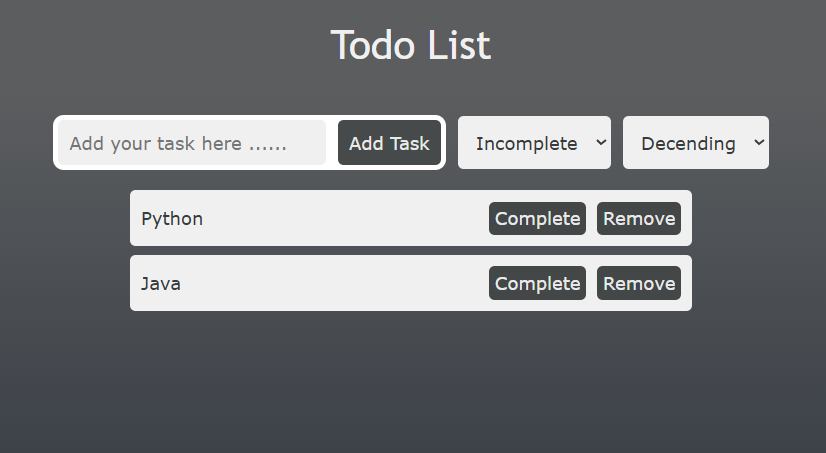 Todo List
Add your task here ...... Add Task Incomplete Decending
Python Complete Remove
Java Complete Remove